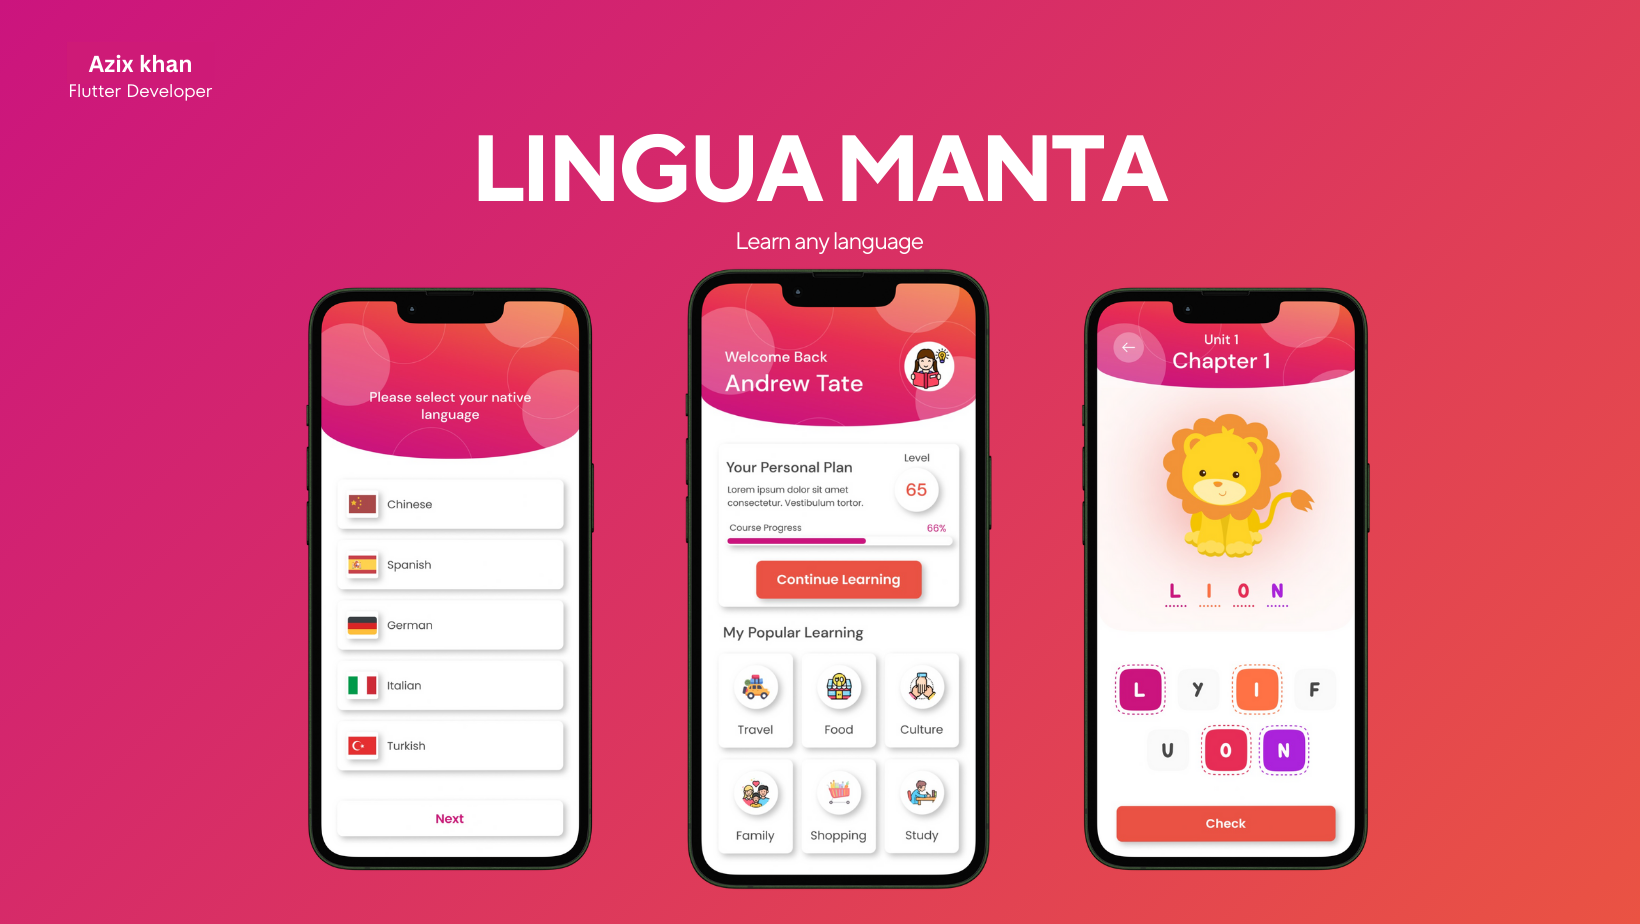 Azix khan
Flutter Developer
LINGUA MANTA
Learn any language
Please select your native
language
Chinese
Spanish
German
Italian
Turkish
Next
Welcome Back
Andrew Tate
Your Personal Plan
Level
65
Lorem ipsum dolor sit amet
consectetur. Vestibulum tortor.
Course Progress
66%
Continue Learning
My Popular Learning
Travel
Food
Culture
Family
Shopping
Study
Unit 1
Chapter 1
L I O N
L Y I F
U O N
Check